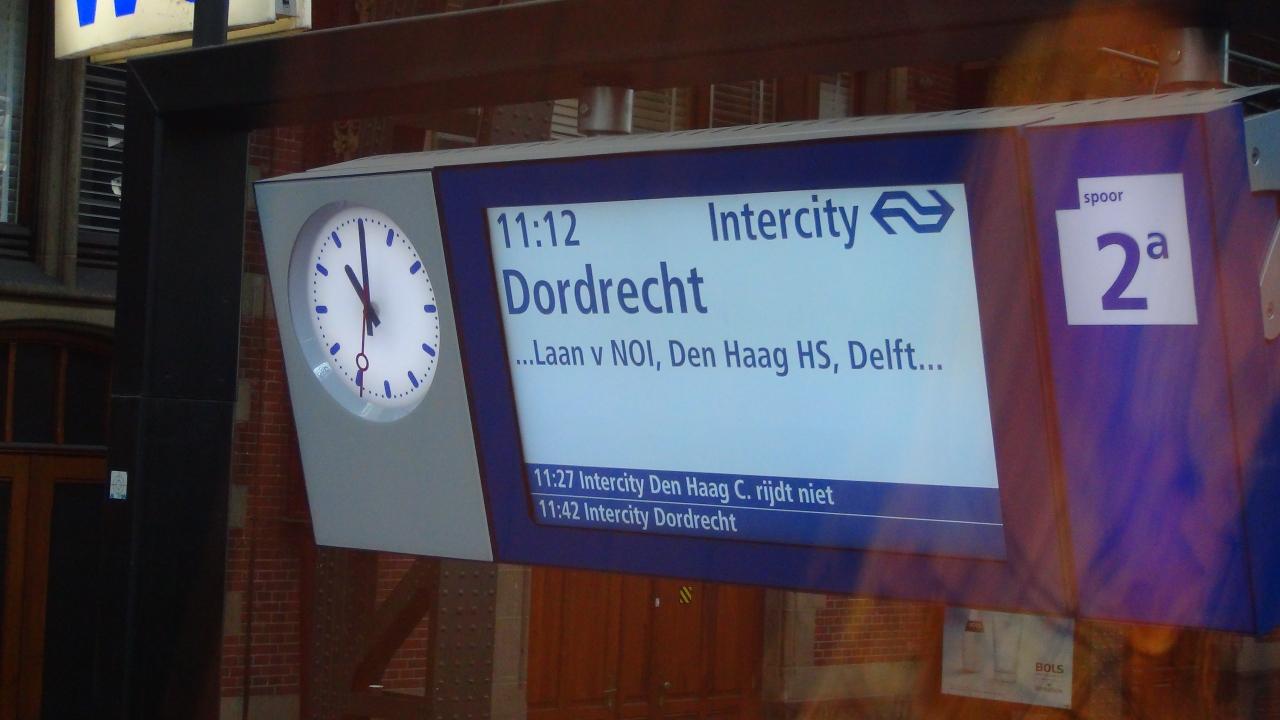 11:12 Intercity
Dordrecht
...Laan v NOI, Den Haag HS, Delft...
11:27 Intercity Den Haag C. rijdt niet
11:42 Intercity Dordrecht
spoor
2a
BOLS